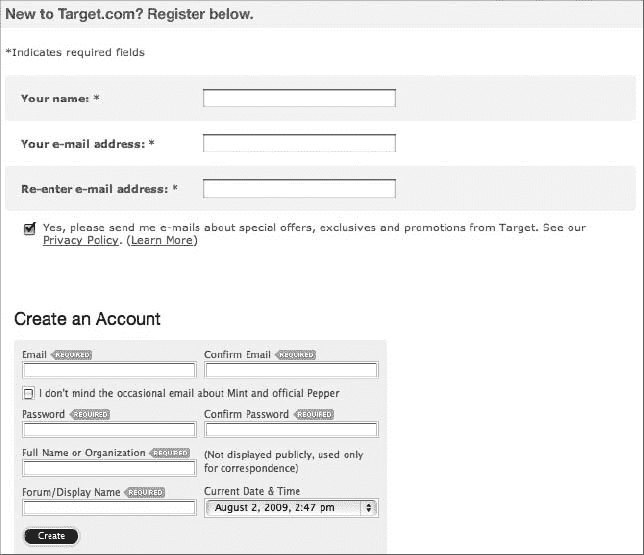 New to Target.com? Register below.
*Indicates required fields
Your name: *
Your e-mail address: *
Re-enter e-mail address: *
Yes, please send me e-mails about special offers, exclusives and promotions from Target. See our
Privacy Policy. (Learn More)
Create an Account
Email REQUIRED Confirm Email REQUIRED
I don't mind the occasional email about Mint and official Pepper
Password REQUIRED Confirm Password REQUIRED
Full Name or Organization REQUIRED (Not displayed publicly, used only
for correspondence)
Forum/Display Name REQUIRED Current Date & Time
August 2, 2009, 2:47 pm
Create